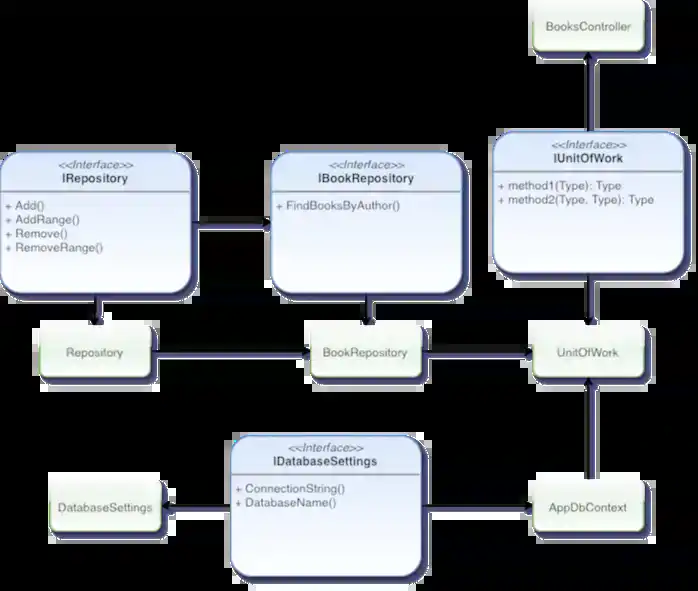 BooksController
<<Interface>>
IRepository
+ Add()
+ AddRange()
+ Remove()
+ RemoveRange()
<<Interface>>
IBookRepository
+ FindBooksByAuthor()
<<Interface>>
IUnitOfWork
+ method1(Type): Type
+ method2(Type, Type): Type
Repository
BookRepository
UnitOfWork
<<Interface>>
IDatabaseSettings
+ ConnectionString()
+ DatabaseName()
DatabaseSettings
AppDbContext